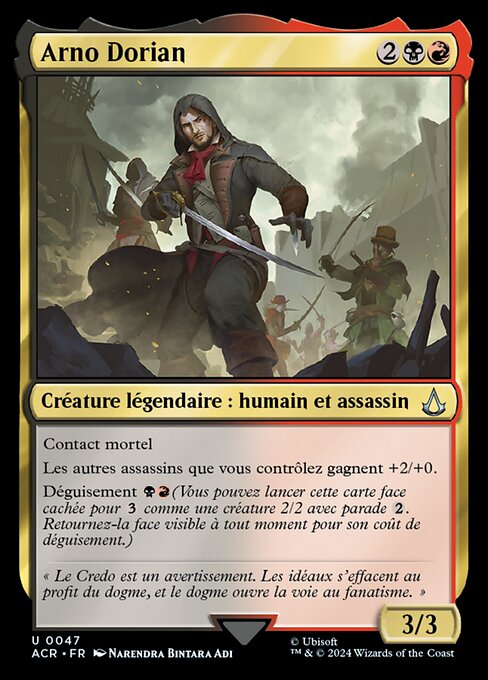 Arno Dorian
2
Créature légendaire : humain et assassin
Contact mortel
Les autres assassins que vous contrôlez gagnent +2/+0.
Déguisement (Vous pouvez lancer cette carte face
cachée pour 3 comme une créature 2/2 avec parade 2.
Retournez-la face visible à tout moment pour son coût de
déguisement.)
« Le Credo est un avertissement. Les idéaux s'effacent au
profit du dogme, et le dogme ouvre la voie au fanatisme. »
3/3
U 0047
ACR • FR Narendra Bintara Adi
© Ubisoft
™ & © 2024 Wizards of the Coast